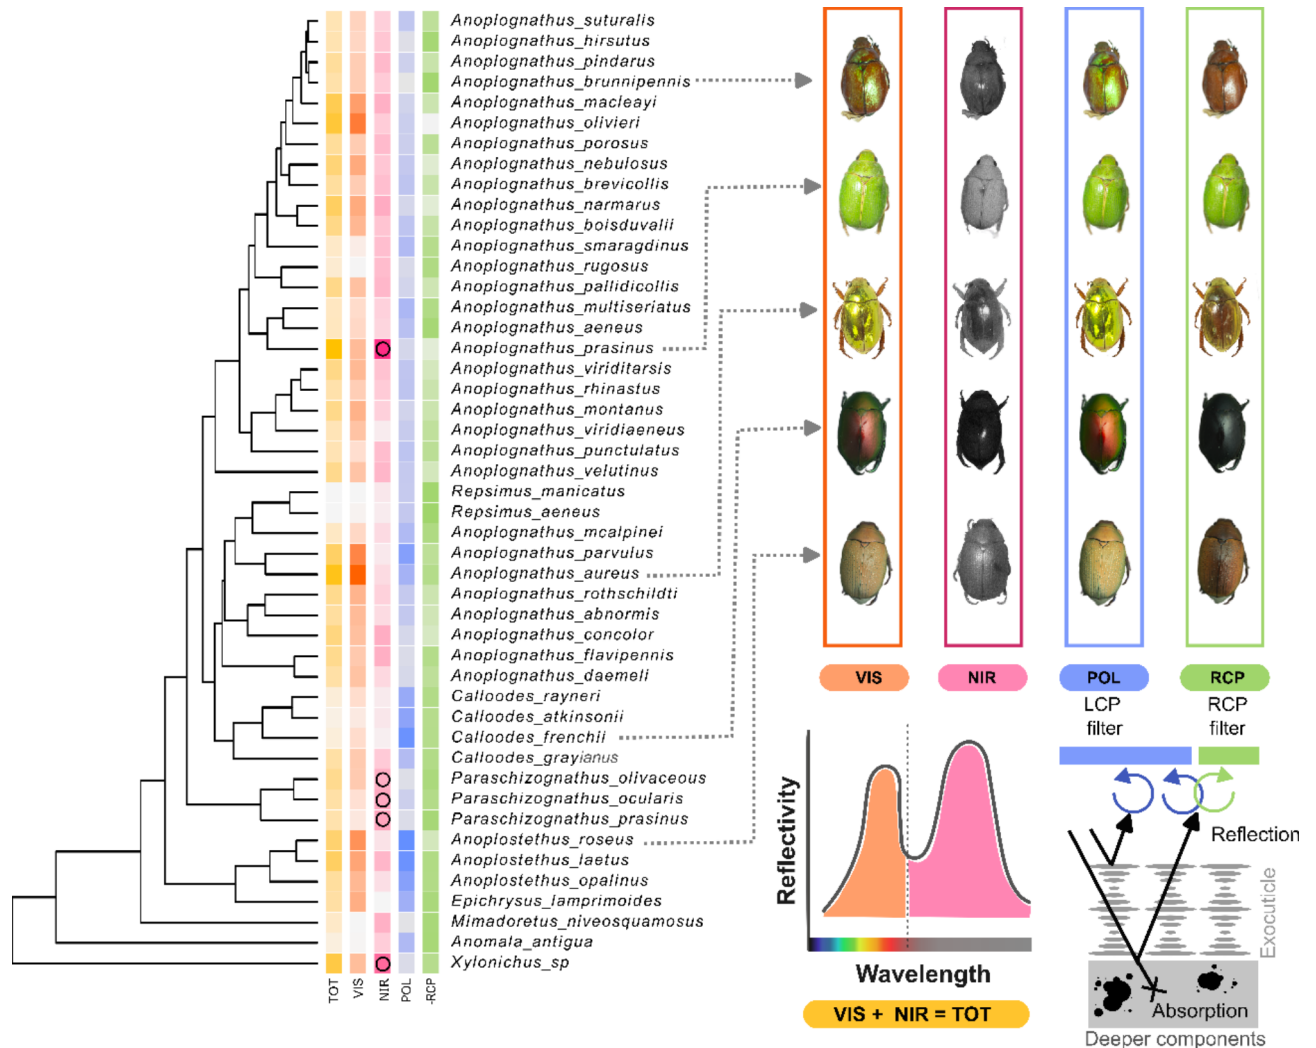 Anoplognathus_suturalis
Anoplognathus_hirsutus
Anoplognathus_pindarus
Anoplognathus_brunnipennis
Anoplognathus_macleayi
Anoplognathus_olivieri
Anoplognathus_porosus
Anoplognathus_nebulosus
Anoplognathus_brevicollis
Anoplognathus_narmarus
Anoplognathus_boisduvalii
Anoplognathus_smaragdinus
Anoplognathus_rugosus
Anoplognathus_pallidicollis
Anoplognathus_multiseriatus
Anoplognathus_aeneus
Anoplognathus_prasinus
Anoplognathus_viriditarsis
Anoplognathus_rhinastus
Anoplognathus_montanus
Anoplognathus_viridiaeneus
Anoplognathus_punctulatus
Anoplognathus_velutinus
Repsimus_manicatus
Repsimus_aeneus
Anoplognathus_mcalpinei
Anoplognathus_parvulus
Anoplognathus_aureus
Anoplognathus_rothschildti
Anoplognathus_abnormis
Anoplognathus_concolor
Anoplognathus_flavipennis
Anoplognathus_daemeli
Calloodes_rayneri
Calloodes_atkinsonii
Calloodes_frenchii
Calloodes_grayianus
Paraschizognathus_olivaceous
Paraschizognathus_ocularis
Paraschizognathus_prasinus
Anoplostethus_roseus
Anoplostethus_laetus
Anoplostethus_opalinus
Epichrysus_lamprimoides
Mimadoretus_niveosquamosus
Anomala_antigua
Xylonichus_sp
TOT
VIS
NIR
POL
-RCP
VIS
NIR
POL
RCP
LCP
filter
RCP
filter
Reflectivity
Wavelength
VIS + NIR = TOT
Reflection
Exocuticle
Absorption
Deeper components